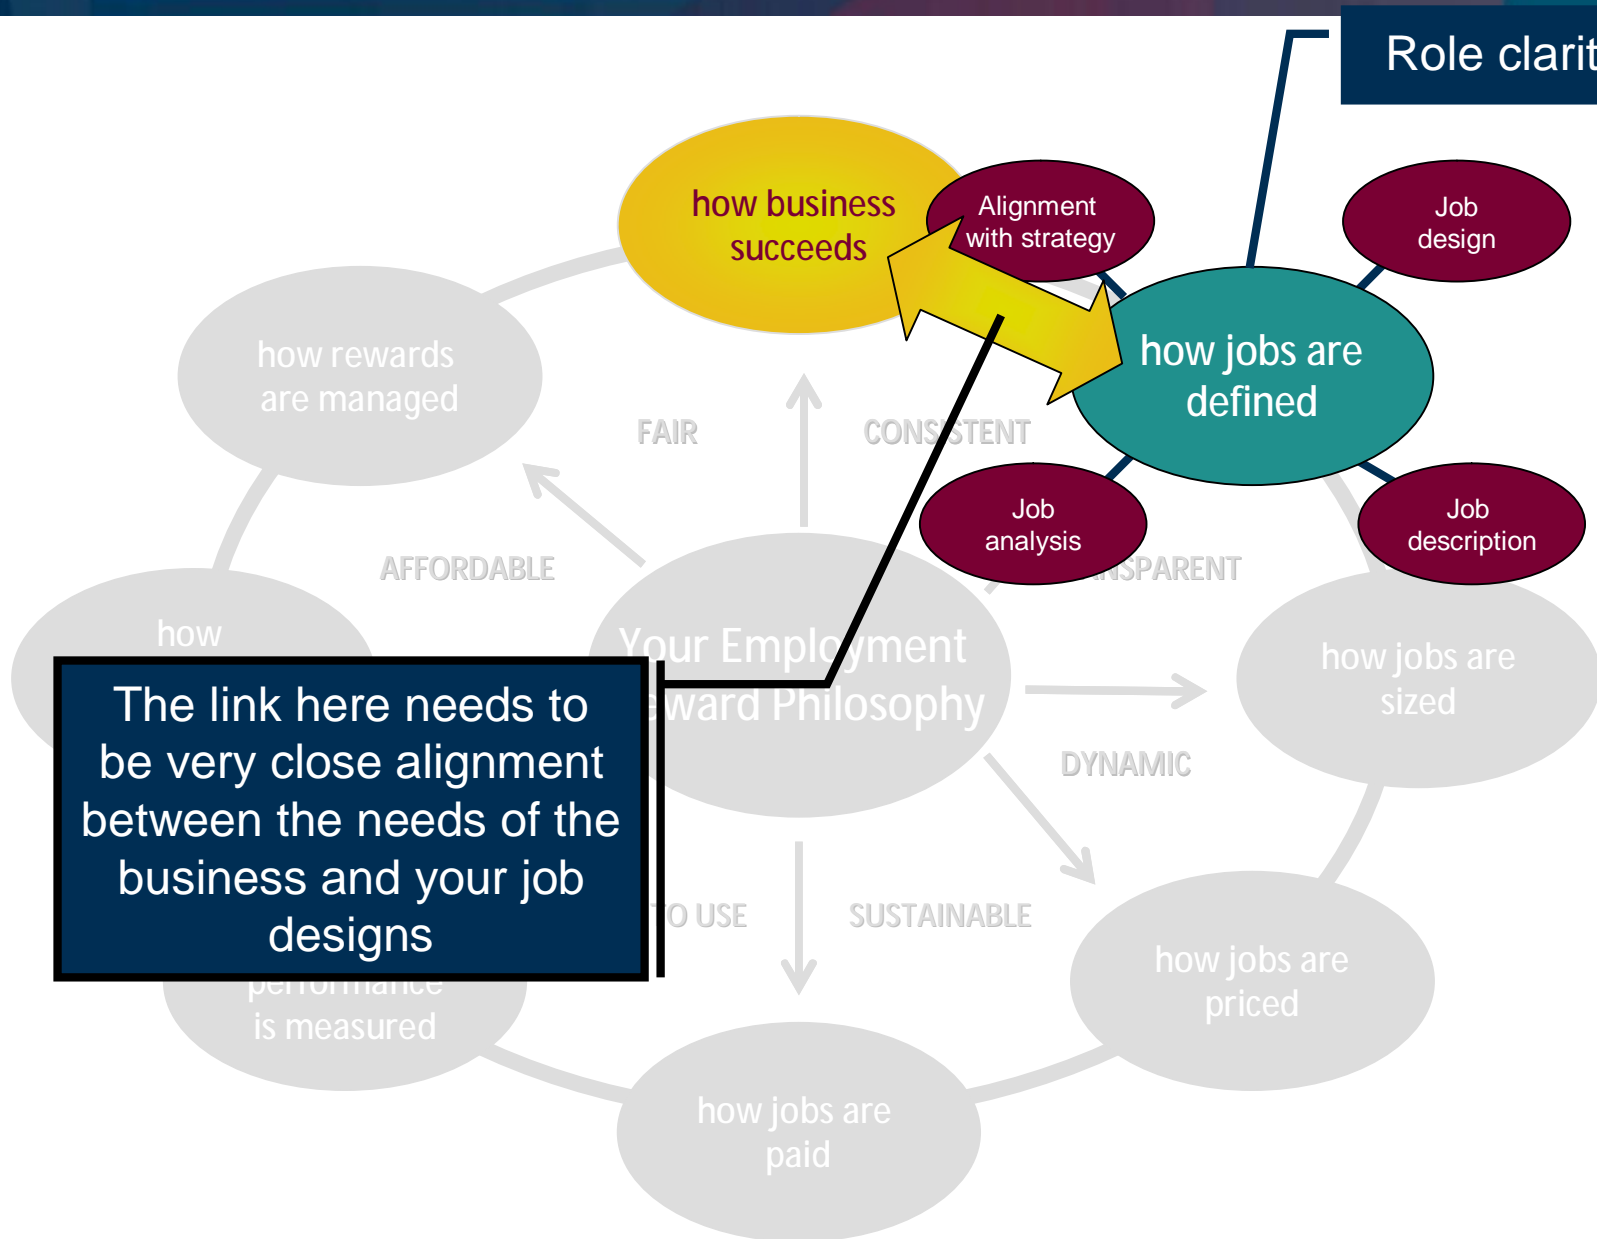 Role clarit
how business
succeeds
Alignment
with strategy
Job
design
how rewards
are managed
how jobs are
defined
FAIR
CONSISTENT
Job
analysis
Job
description
AFFORDABLE
NSPARENT
how
Your Employment
eward Philosophy
how jobs are
sized
The link here needs to
be very close alignment
between the needs of the
business and your job
designs
DYNAMIC
TO USE
SUSTAINABLE
how jobs are
priced
performance
is measured
how jobs are
paid